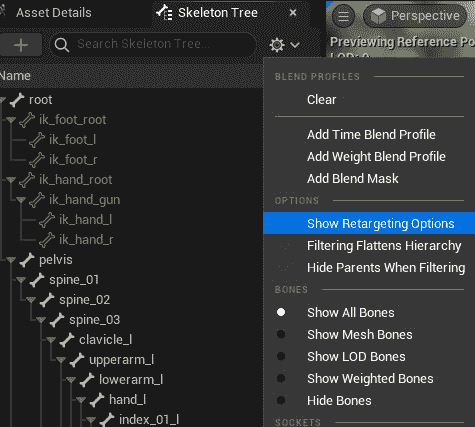 Asset Details
Skeleton Tree
Perspective
Search Skeleton Tree...
Previewing Reference Po
LOD: 0
Name
root
ik_foot_root
ik_foot_l
ik_foot_r
ik_hand_root
ik_hand_gun
ik_hand_l
ik_hand_r
pelvis
spine_01
spine_02
spine_03
clavicle_l
upperarm_l
lowerarm_l
hand_l
index_01_l
BLEND PROFILES
Clear
Add Time Blend Profile
Add Weight Blend Profile
Add Blend Mask
OPTIONS
Show Retargeting Options
Filtering Flattens Hierarchy
Hide Parents When Filtering
BONES
Show All Bones
Show Mesh Bones
Show LOD Bones
Show Weighted Bones
Hide Bones
SOCKETS